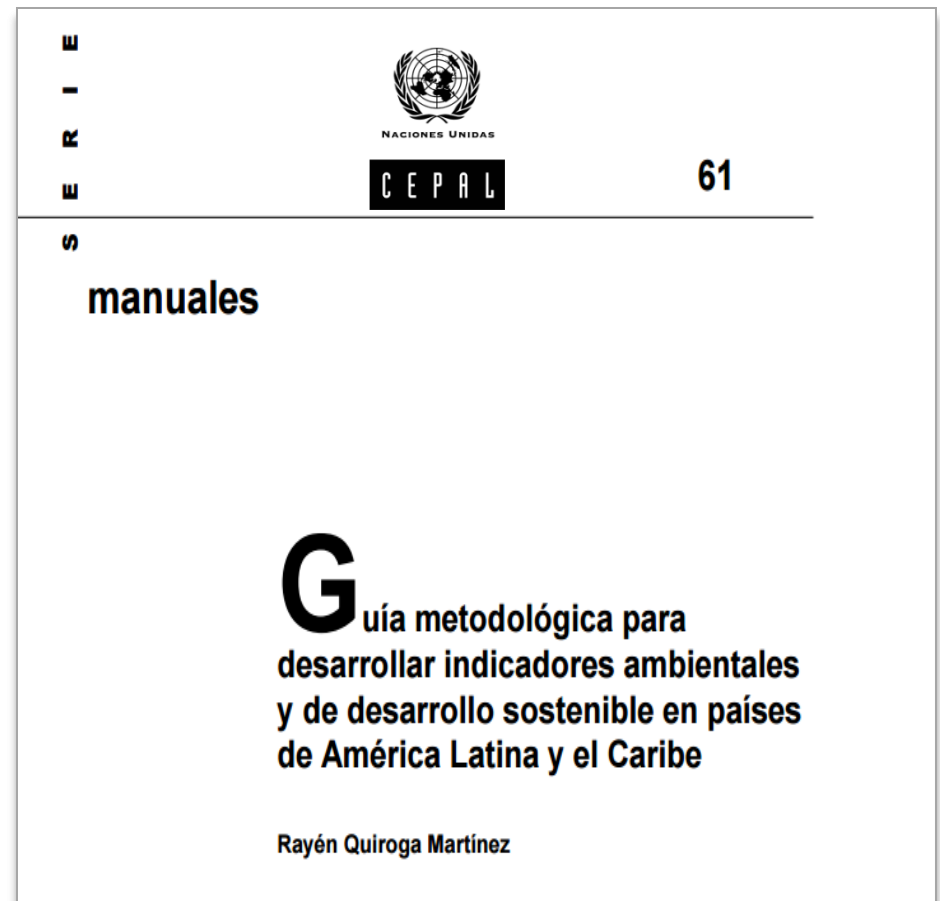 SERIE
NACIONES UNIDAS
CEPAL
61
manuales
Guía metodológica para
desarrollar indicadores ambientales
y de desarrollo sostenible en países
de América Latina y el Caribe
Rayén Quiroga Martínez